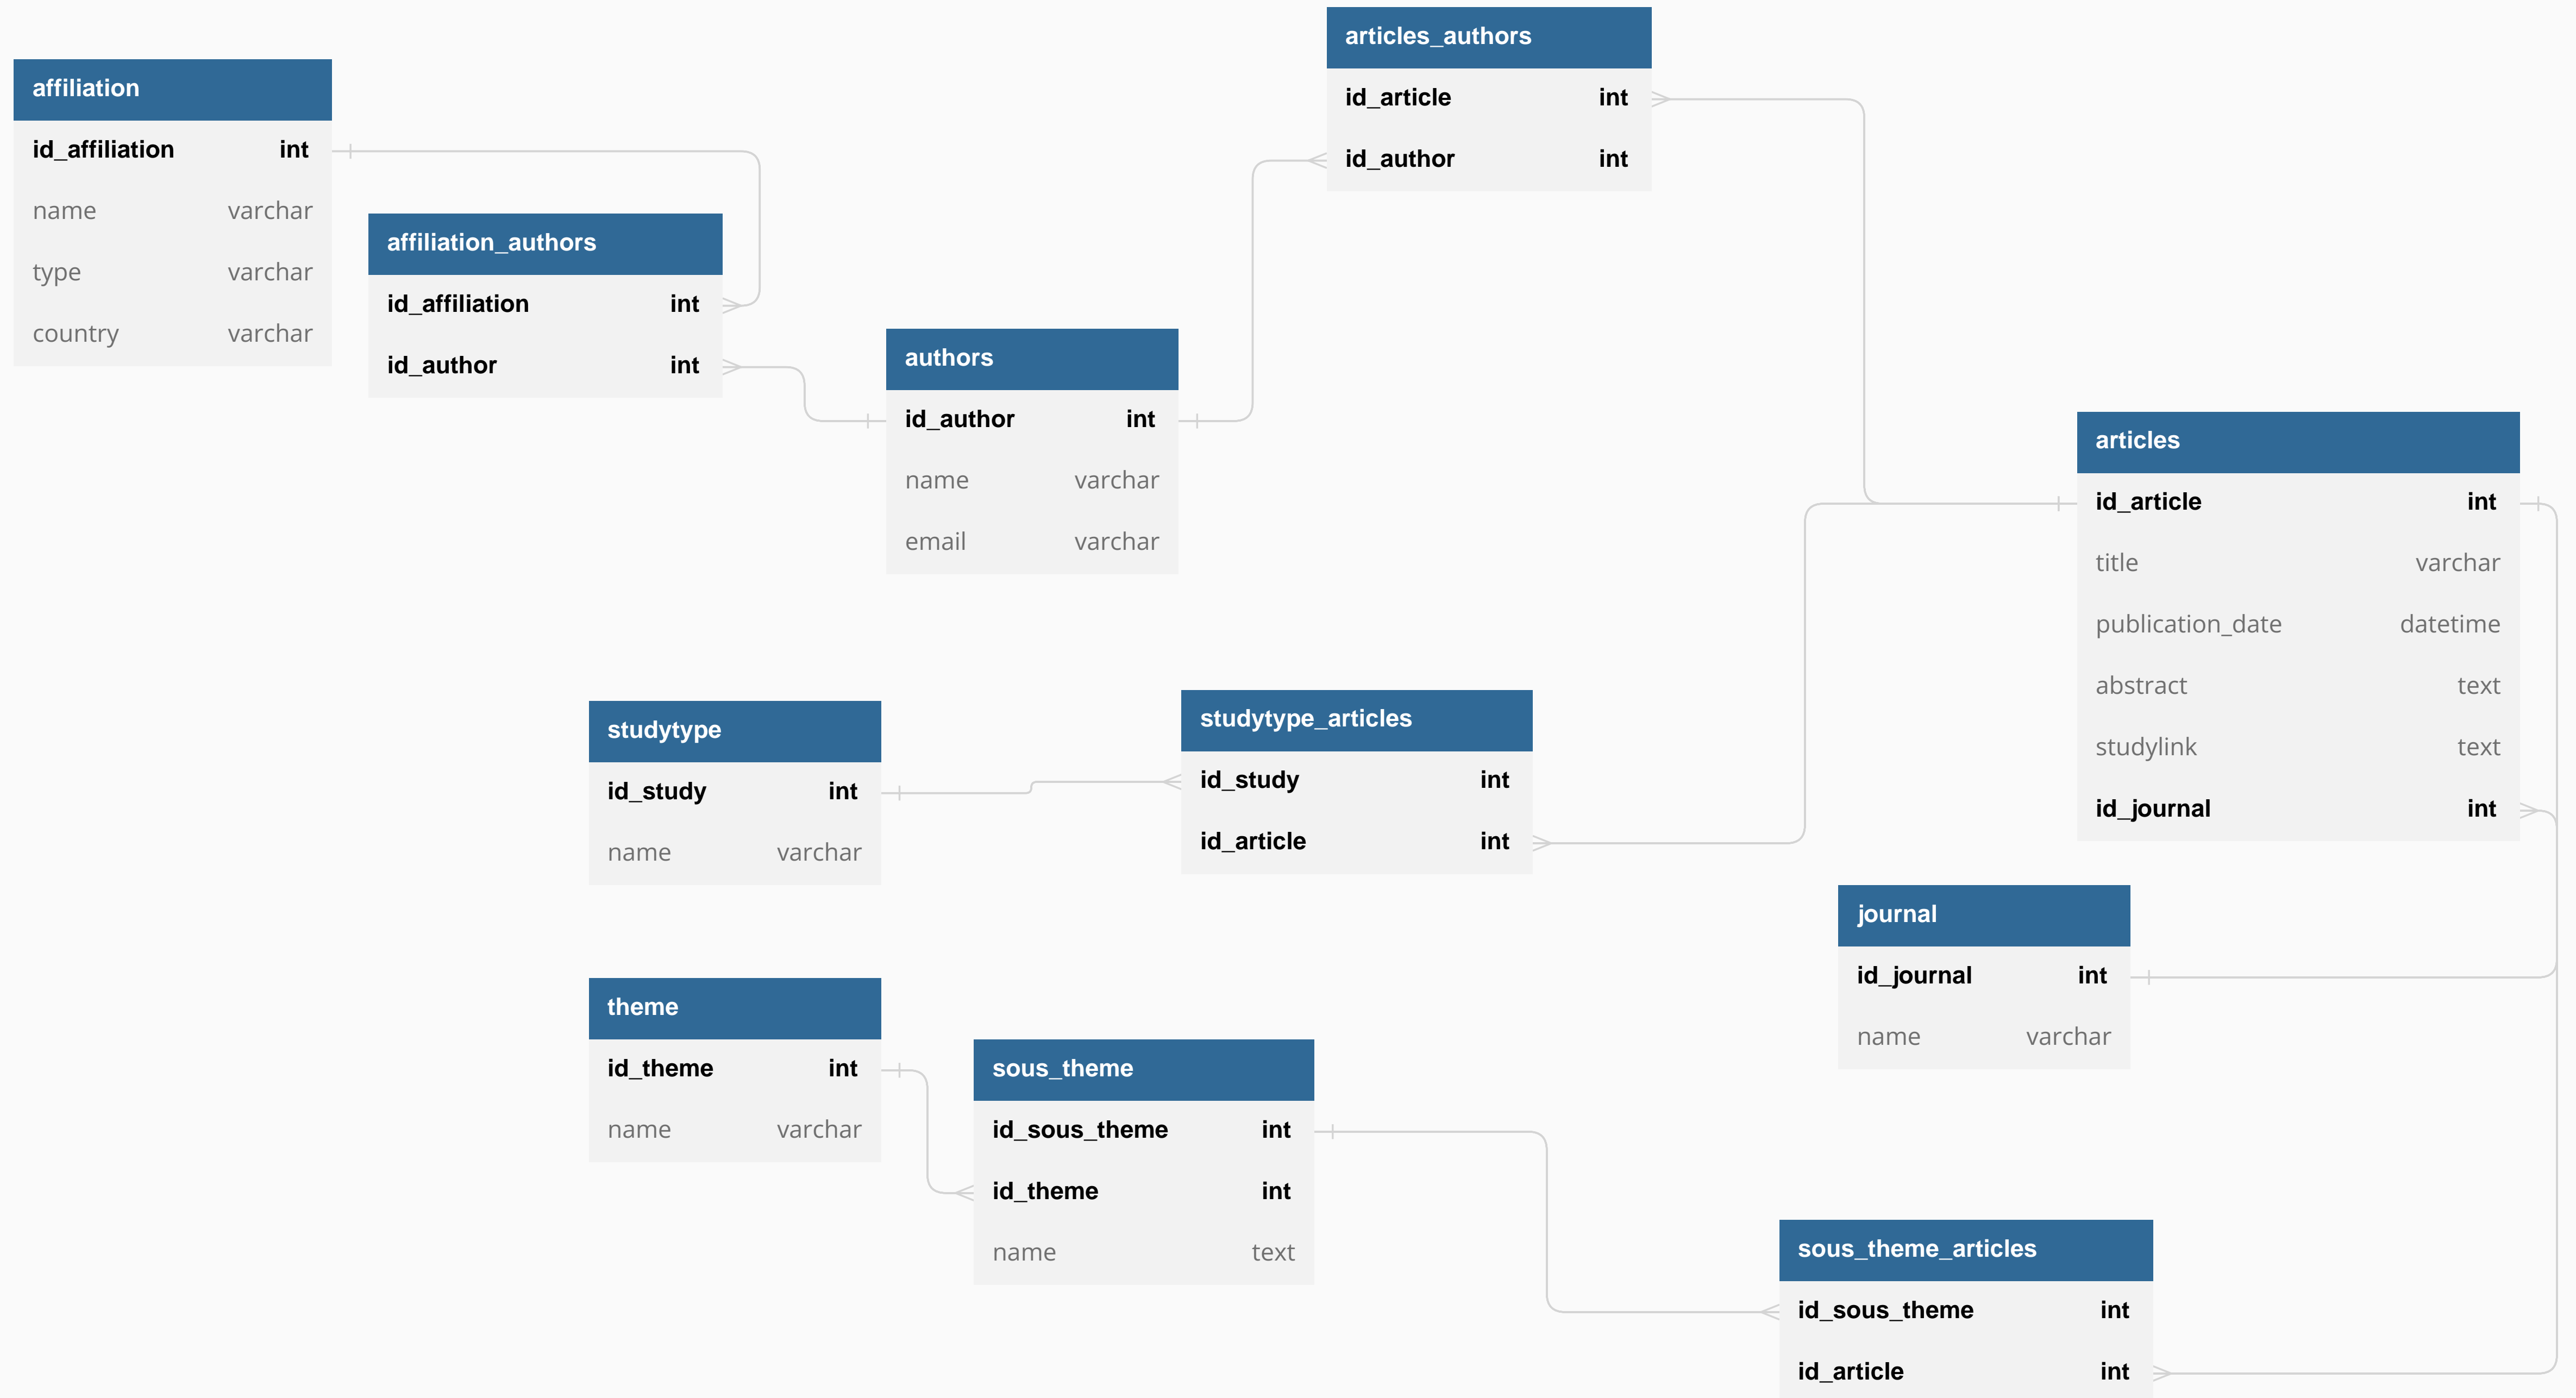 articles_authors
id_article int
id_author int
affiliation
id_affiliation int
name varchar
type varchar
country varchar
affiliation_authors
id_affiliation int
id_author int
authors
id_author int
name varchar
email varchar
articles
id_article int
title varchar
publication_date datetime
abstract text
studylink text
id_journal int
studytype
id_study int
name varchar
studytype_articles
id_study int
id_article int
journal
id_journal int
name varchar
theme
id_theme int
name varchar
sous_theme
id_sous_theme int
id_theme int
name text
sous_theme_articles
id_sous_theme int
id_article int